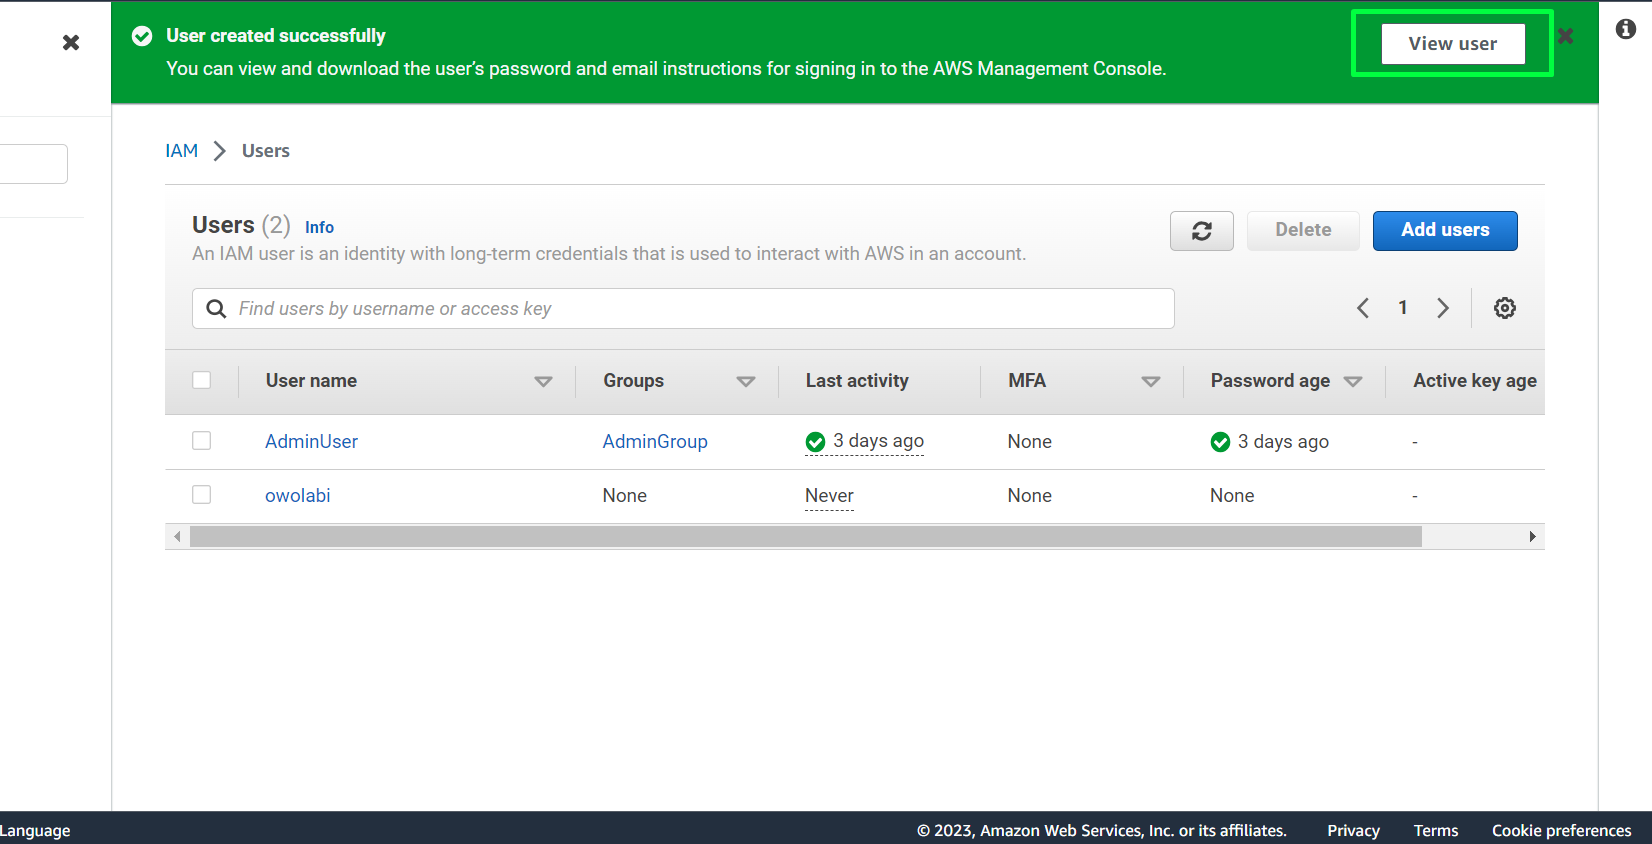 User created successfully
View user
You can view and download the user’s password and email instructions for signing in to the AWS Management Console.
IAM Users
Users (2) Info
An IAM user is an identity with long-term credentials that is used to interact with AWS in an account.
Delete
Add users
Find users by username or access key
1
User name Groups Last activity MFA Password age Active key age
AdminUser AdminGroup 3 days ago None 3 days ago -
owolabi None Never None None -
Language © 2023, Amazon Web Services, Inc. or its affiliates. Privacy Terms Cookie preferences